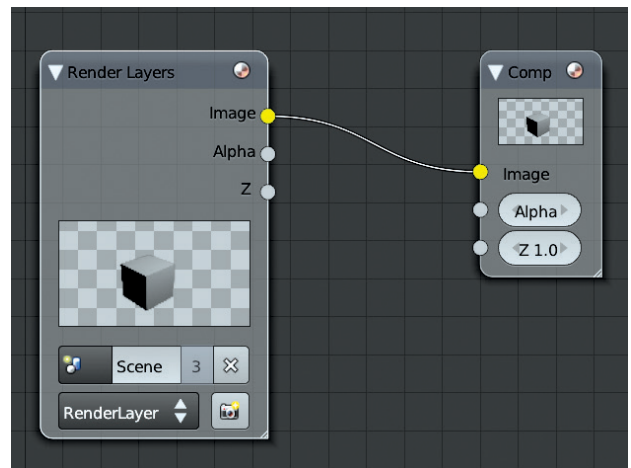 Render Layers
Image
Alpha
Z
Scene 3
RenderLayer
Comp
Image
Alpha
Z 1.0